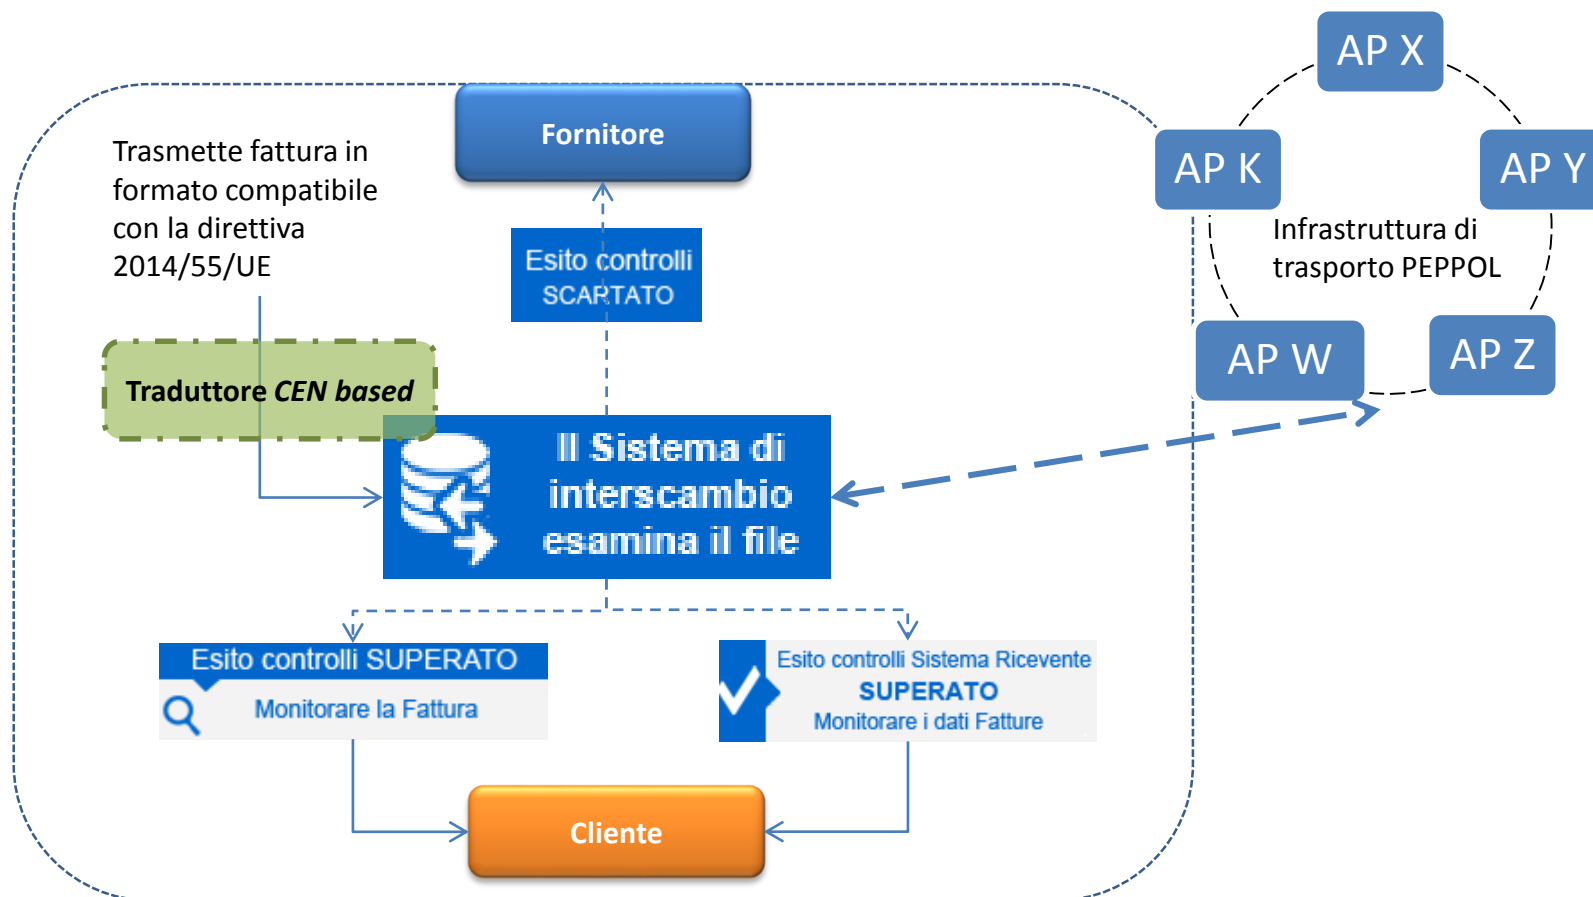 AP X
Fornitore
Trasmette fattura in
formato compatibile
con la direttiva
2014/55/UE
AP K
AP Y
Esito controlli
SCARTATO
Infrastruttura di
trasporto PEPPOL
AP W
AP Z
Traduttore CEN based
Il Sistema di
interscambio
esamina il file
Esito controlli SUPERATO
Monitorare la Fattura
Esito controlli Sistema Ricevente
SUPERATO
Monitorare i dati Fatture
Cliente